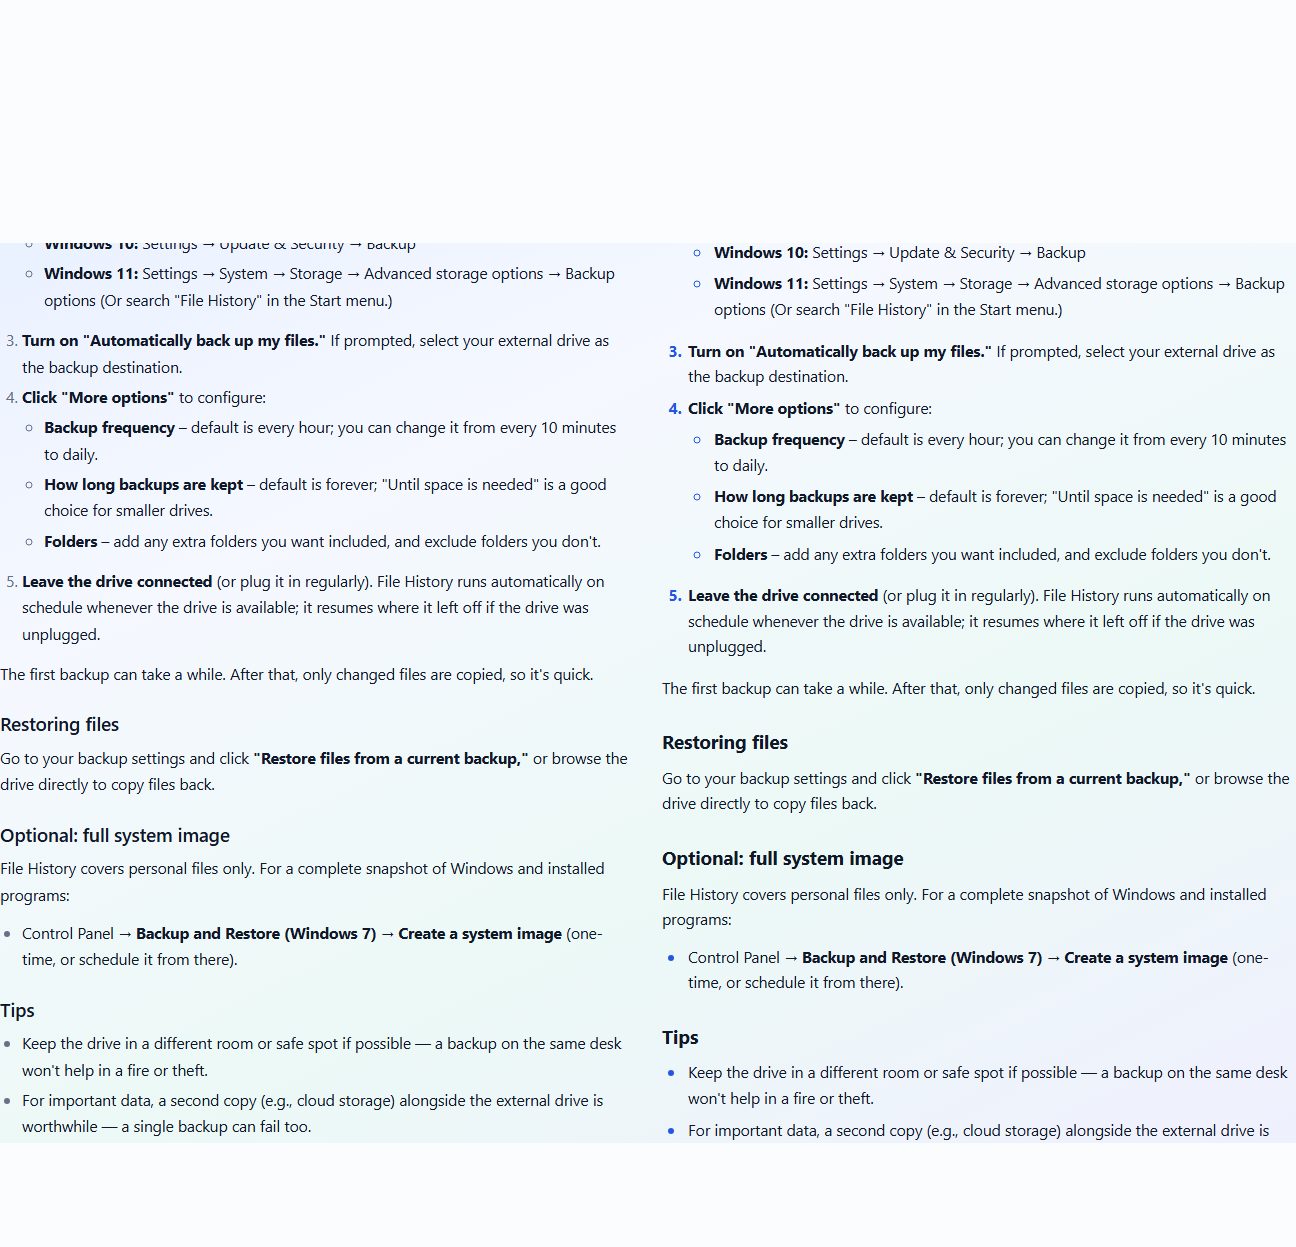 Windows 10: Settings → Update & Security → Backup
Windows 11: Settings → System → Storage → Advanced storage options → Backup
options (Or search "File History" in the Start menu.)
3. Turn on "Automatically back up my files." If prompted, select your external drive as
the backup destination.
4. Click "More options" to configure:
Backup frequency – default is every hour; you can change it from every 10 minutes
to daily.
How long backups are kept – default is forever; "Until space is needed" is a good
choice for smaller drives.
Folders – add any extra folders you want included, and exclude folders you don't.
5. Leave the drive connected (or plug it in regularly). File History runs automatically on
schedule whenever the drive is available; it resumes where it left off if the drive was
unplugged.
The first backup can take a while. After that, only changed files are copied, so it's quick.
Restoring files
Go to your backup settings and click "Restore files from a current backup," or browse the
drive directly to copy files back.
Optional: full system image
File History covers personal files only. For a complete snapshot of Windows and installed
programs:
Control Panel → Backup and Restore (Windows 7) → Create a system image (one-
time, or schedule it from there).
Tips
Keep the drive in a different room or safe spot if possible — a backup on the same desk
won't help in a fire or theft.
For important data, a second copy (e.g., cloud storage) alongside the external drive is
worthwhile — a single backup can fail too.
Windows 10: Settings → Update & Security → Backup
Windows 11: Settings → System → Storage → Advanced storage options → Backup
options (Or search "File History" in the Start menu.)
3. Turn on "Automatically back up my files." If prompted, select your external drive as
the backup destination.
4. Click "More options" to configure:
Backup frequency – default is every hour; you can change it from every 10 minutes
to daily.
How long backups are kept – default is forever; "Until space is needed" is a good
choice for smaller drives.
Folders – add any extra folders you want included, and exclude folders you don't.
5. Leave the drive connected (or plug it in regularly). File History runs automatically on
schedule whenever the drive is available; it resumes where it left off if the drive was
unplugged.
The first backup can take a while. After that, only changed files are copied, so it's quick.
Restoring files
Go to your backup settings and click "Restore files from a current backup," or browse the
drive directly to copy files back.
Optional: full system image
File History covers personal files only. For a complete snapshot of Windows and installed
programs:
Control Panel → Backup and Restore (Windows 7) → Create a system image (one-
time, or schedule it from there).
Tips
Keep the drive in a different room or safe spot if possible — a backup on the same desk
won't help in a fire or theft.
For important data, a second copy (e.g., cloud storage) alongside the external drive is